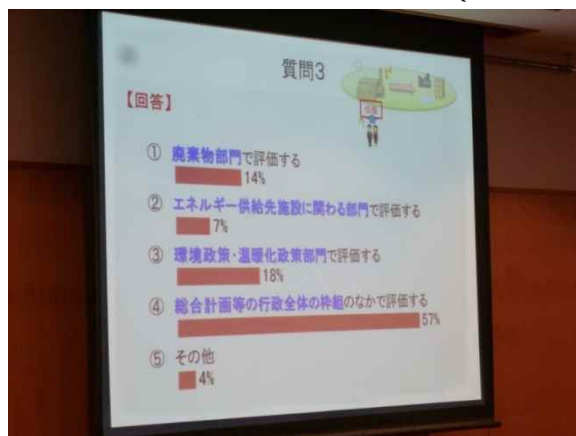 質問3
【回答】
① 廃棄物部門で評価する
14%
② エネルギー供給先施設に関わる部門で評価する
7%
③ 環境政策・温暖化政策部門で評価する
18%
④ 総合計画等の行政全体の枠組のなかで評価する
57%
⑤ その他
4%